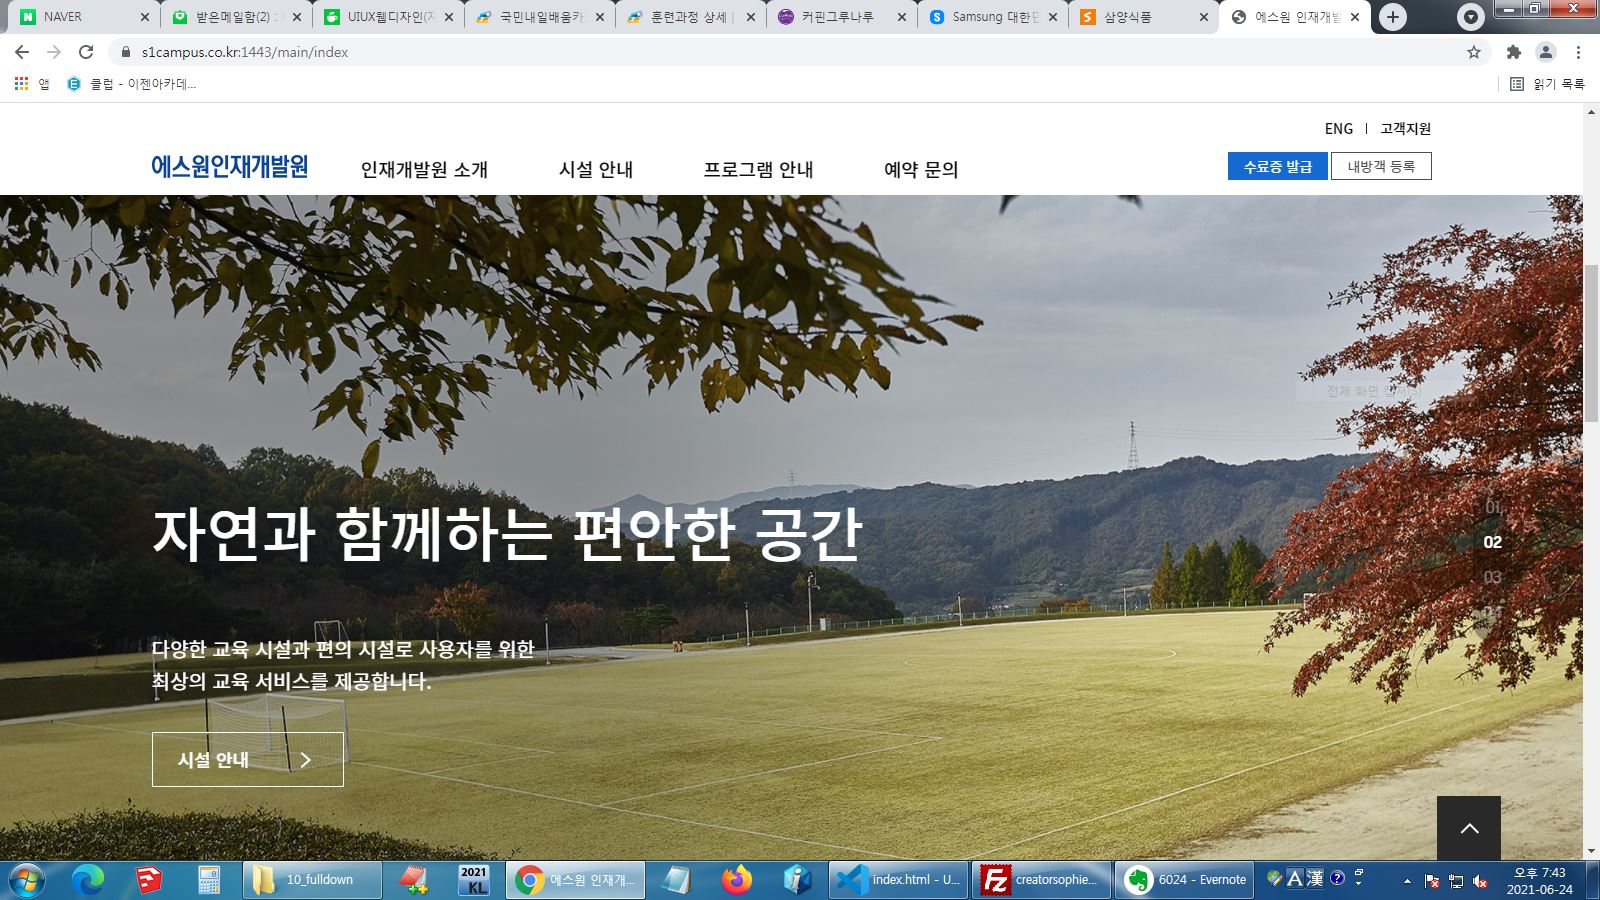 NAVER
받은메일함(2) :
UIUX웹디자인(
국민내일배움카
훈련과정 상세 |
커핀그루나루
Samsung 대한민
삼양식품
에스원 인재개발
s1campus.co.kr:1443/main/index
앱
클럽 - 이젠아카데...
읽기 목록
ENG
고객지원
에스원인재개발원
인재개발원 소개
시설 안내
프로그램 안내
예약 문의
수료증 발급
내방객 등록
전체 화면
자연과 함께하는 편안한 공간
01
02
03
04
다양한 교육 시설과 편의 시설로 사용자를 위한
최상의 교육 서비스를 제공합니다.
시설 안내
10_fulldown
2021
KL
에스원 인재개...
index.html - U...
creatorsophie...
6024 - Evernote
A 漢
오후 7:43
2021-06-24